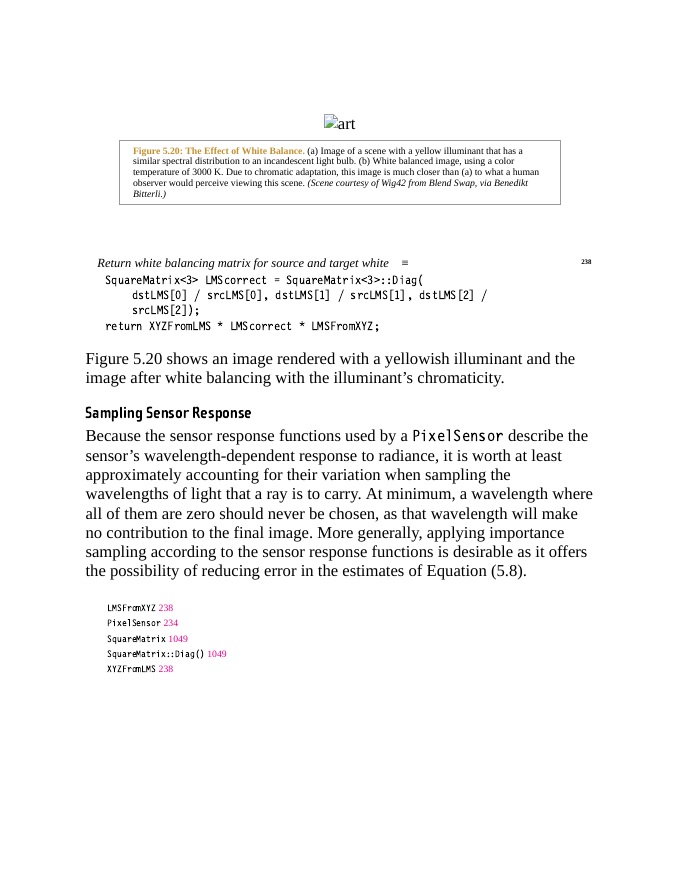 art
Figure 5.20: The Effect of White Balance. (a) Image of a scene with a yellow illuminant that has a
similar spectral distribution to an incandescent light bulb. (b) White balanced image, using a color
temperature of 3000 K. Due to chromatic adaptation, this image is much closer than (a) to what a human
observer would perceive viewing this scene. (Scene courtesy of Wig42 from Blend Swap, via Benedikt
Bitterli.)
Return white balancing matrix for source and target white ≡ 238
SquareMatrix<3> LMScorrect = SquareMatrix<3>::Diag(
dstLMS[0] / srcLMS[0], dstLMS[1] / srcLMS[1], dstLMS[2] /
srcLMS[2]);
return XYZFromLMS * LMScorrect * LMSFromXYZ;
Figure 5.20 shows an image rendered with a yellowish illuminant and the
image after white balancing with the illuminant’s chromaticity.
Sampling Sensor Response
Because the sensor response functions used by a PixelSensor describe the
sensor’s wavelength-dependent response to radiance, it is worth at least
approximately accounting for their variation when sampling the
wavelengths of light that a ray is to carry. At minimum, a wavelength where
all of them are zero should never be chosen, as that wavelength will make
no contribution to the final image. More generally, applying importance
sampling according to the sensor response functions is desirable as it offers
the possibility of reducing error in the estimates of Equation (5.8).
LMSFromXYZ 238
PixelSensor 234
SquareMatrix 1049
SquareMatrix::Diag() 1049
XYZFromLMS 238